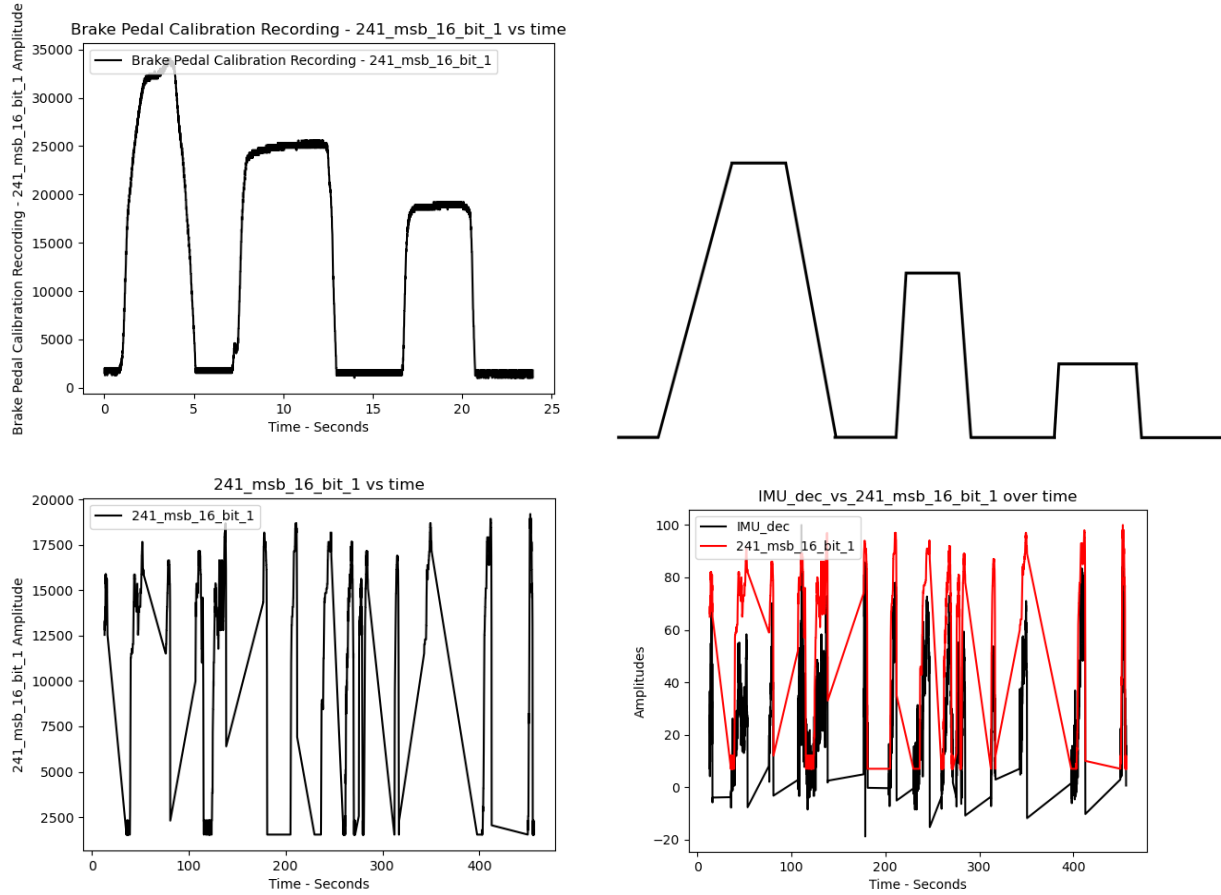 Brake Pedal Calibration Recording - 241_msb_16_bit_1 vs time
Brake Pedal Calibration Recording - 241_msb_16_bit_1 Amplitude
35000
30000
25000
20000
15000
10000
5000
0
Brake Pedal Calibration Recording - 241_msb_16_bit_1
0 5 10 15 20 25
Time - Seconds
241_msb_16_bit_1 vs time
241_msb_16_bit_1 Amplitude
20000
17500
15000
12500
10000
7500
5000
2500
241_msb_16_bit_1
0 100 200 300 400
Time - Seconds
IMU_dec_vs_241_msb_16_bit_1 over time
Amplitudes
100
80
60
40
20
0
−20
IMU_dec
241_msb_16_bit_1
0 100 200 300 400
Time - Seconds